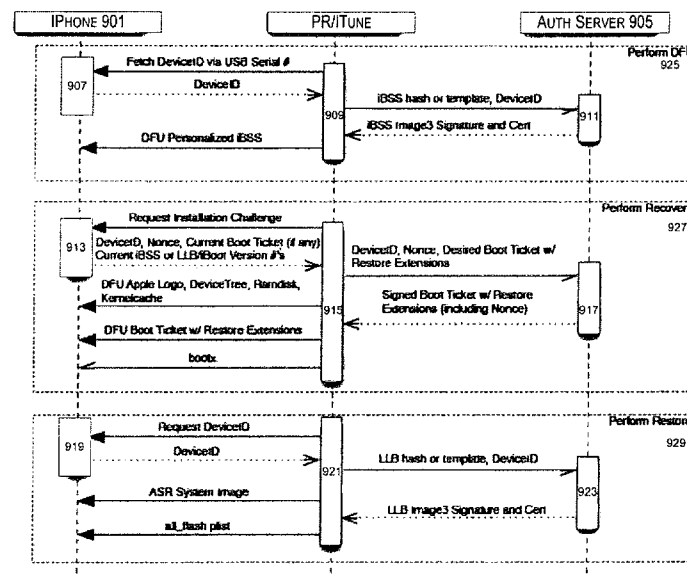 IPHONE 901
PR/ITUNE
AUTH SERVER 905
Perform DF
925
Fetch DeviceID via USB Serial #
907
DeviceID
iBSS hash or template, DeviceID
909
911
iBSS Image3 Signature and Cert
DFU Personalized iBSS
Perform Recover
927
Request Installation Challenge
913
DeviceID, Nonce, Current Boot Ticket (if any)
Current iBSS or LLB/iBoot Version #'s
DeviceID, Nonce, Desired Boot Ticket w/
Restore Extensions
DFU Apple Logo, DeviceTree, Ramdisk,
Kernelcache
915
Signed Boot Ticket w/ Restore
Extensions (including Nonce)
917
DFU Boot Ticket w/ Restore Extensions
bootx
Perform Restor
929
Request DeviceID
919
DeviceID
LLB hash or template, DeviceID
921
923
ASR System Image
LLB Image3 Signature and Cert
all_flash plist